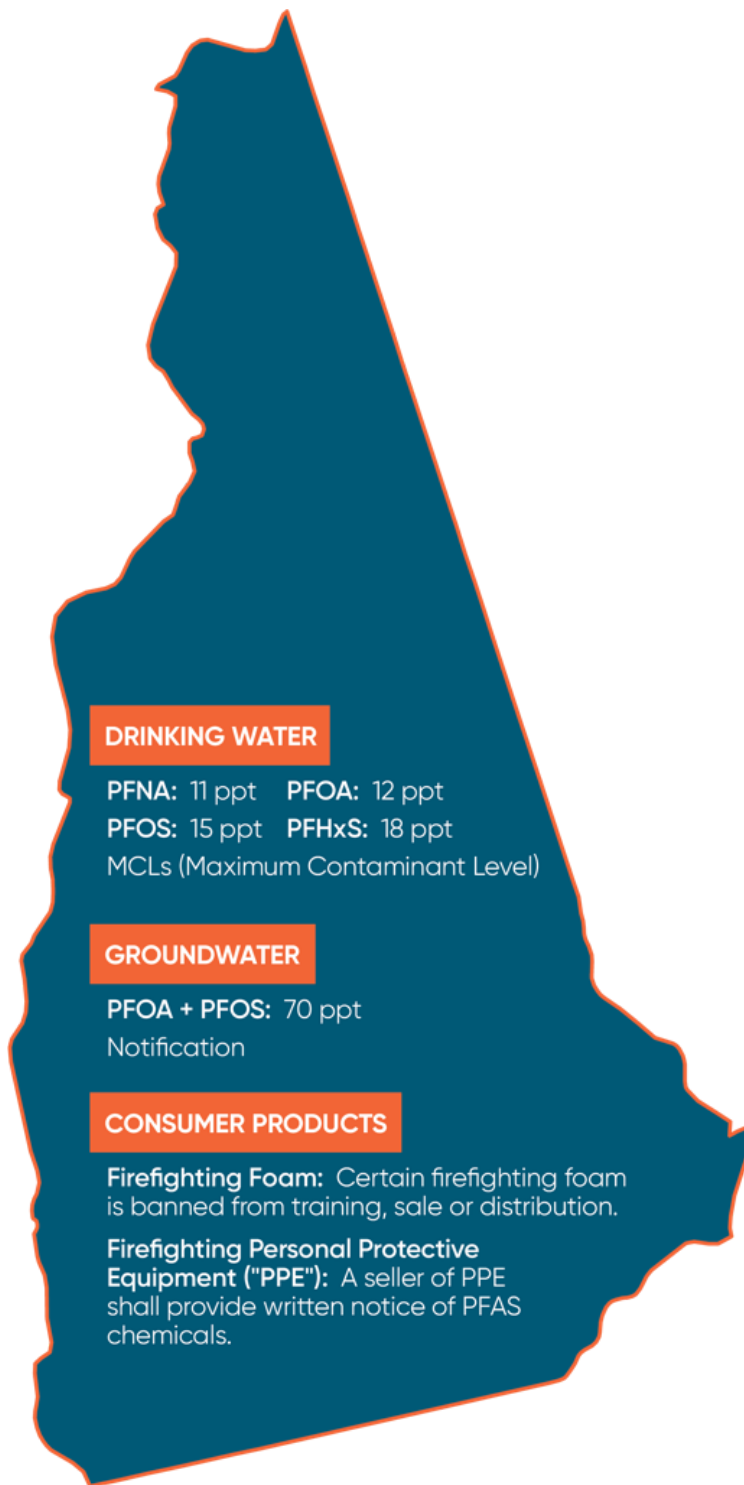 DRINKING WATER
PFNA: 11 ppt PFOA: 12 ppt
PFOS: 15 ppt PFHxS: 18 ppt
MCLs (Maximum Contaminant Level)
GROUNDWATER
PFOA + PFOS: 70 ppt
Notification
CONSUMER PRODUCTS
Firefighting Foam: Certain firefighting foam
is banned from training, sale or distribution.
Firefighting Personal Protective
Equipment ("PPE"): A seller of PPE
shall provide written notice of PFAS
chemicals.